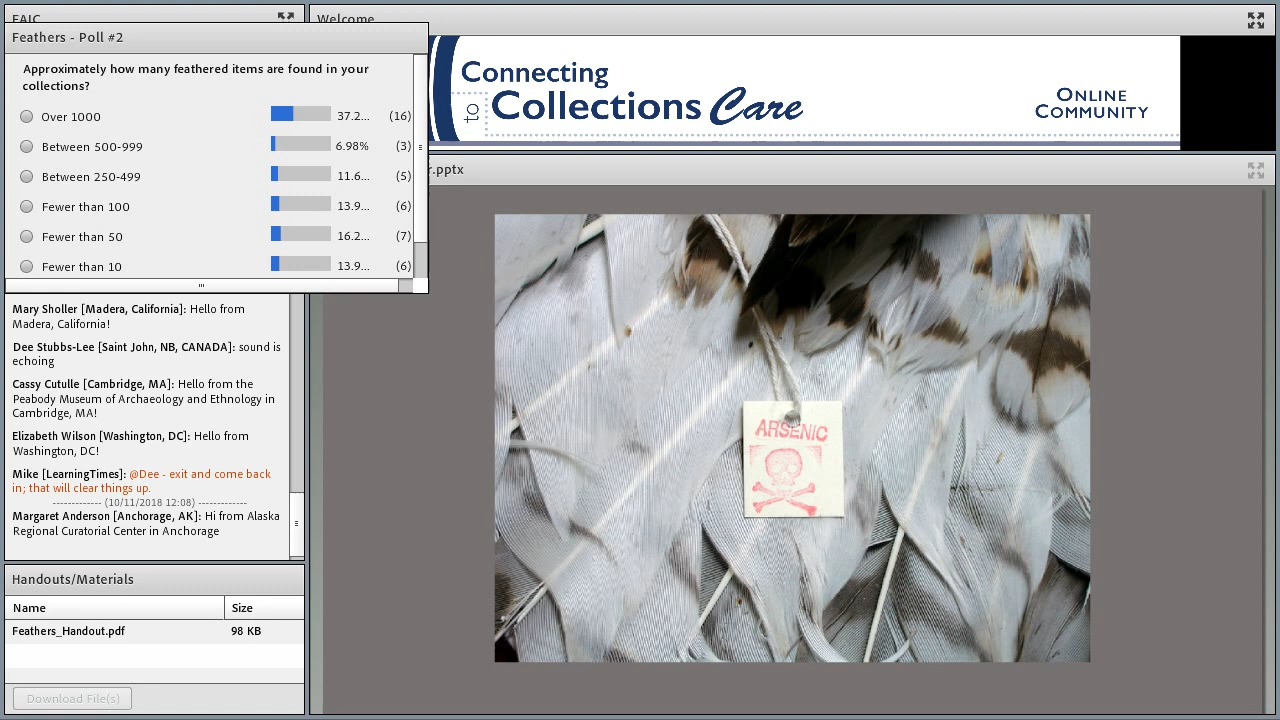 FAIC
Welcome
Feathers - Poll #2
Approximately how many feathered items are found in your
collections?
Over 1000 37.2... (16)
Between 500-999 6.98% (3)
Between 250-499 11.6... (5)
Fewer than 100 13.9... (6)
Fewer than 50 16.2... (7)
Fewer than 10 13.9... (6)
Connecting
to Collections Care
ONLINE
COMMUNITY
r.pptx
ARSENIC
Mary Sholler [Madera, California]: Hello from
Madera, California!
Dee Stubbs-Lee [Saint John, NB, CANADA]: sound is
echoing
Cassy Cutulle [Cambridge, MA]: Hello from the
Peabody Museum of Archaeology and Ethnology in
Cambridge, MA!
Elizabeth Wilson [Washington, DC]: Hello from
Washington, DC!
Mike [LearningTimes]: @Dee - exit and come back
in; that will clear things up.
------------- (10/11/2018 12:08) -------------
Margaret Anderson [Anchorage, AK]: Hi from Alaska
Regional Curatorial Center in Anchorage
Handouts/Materials
Name Size
Feathers_Handout.pdf 98 KB
Download File(s)